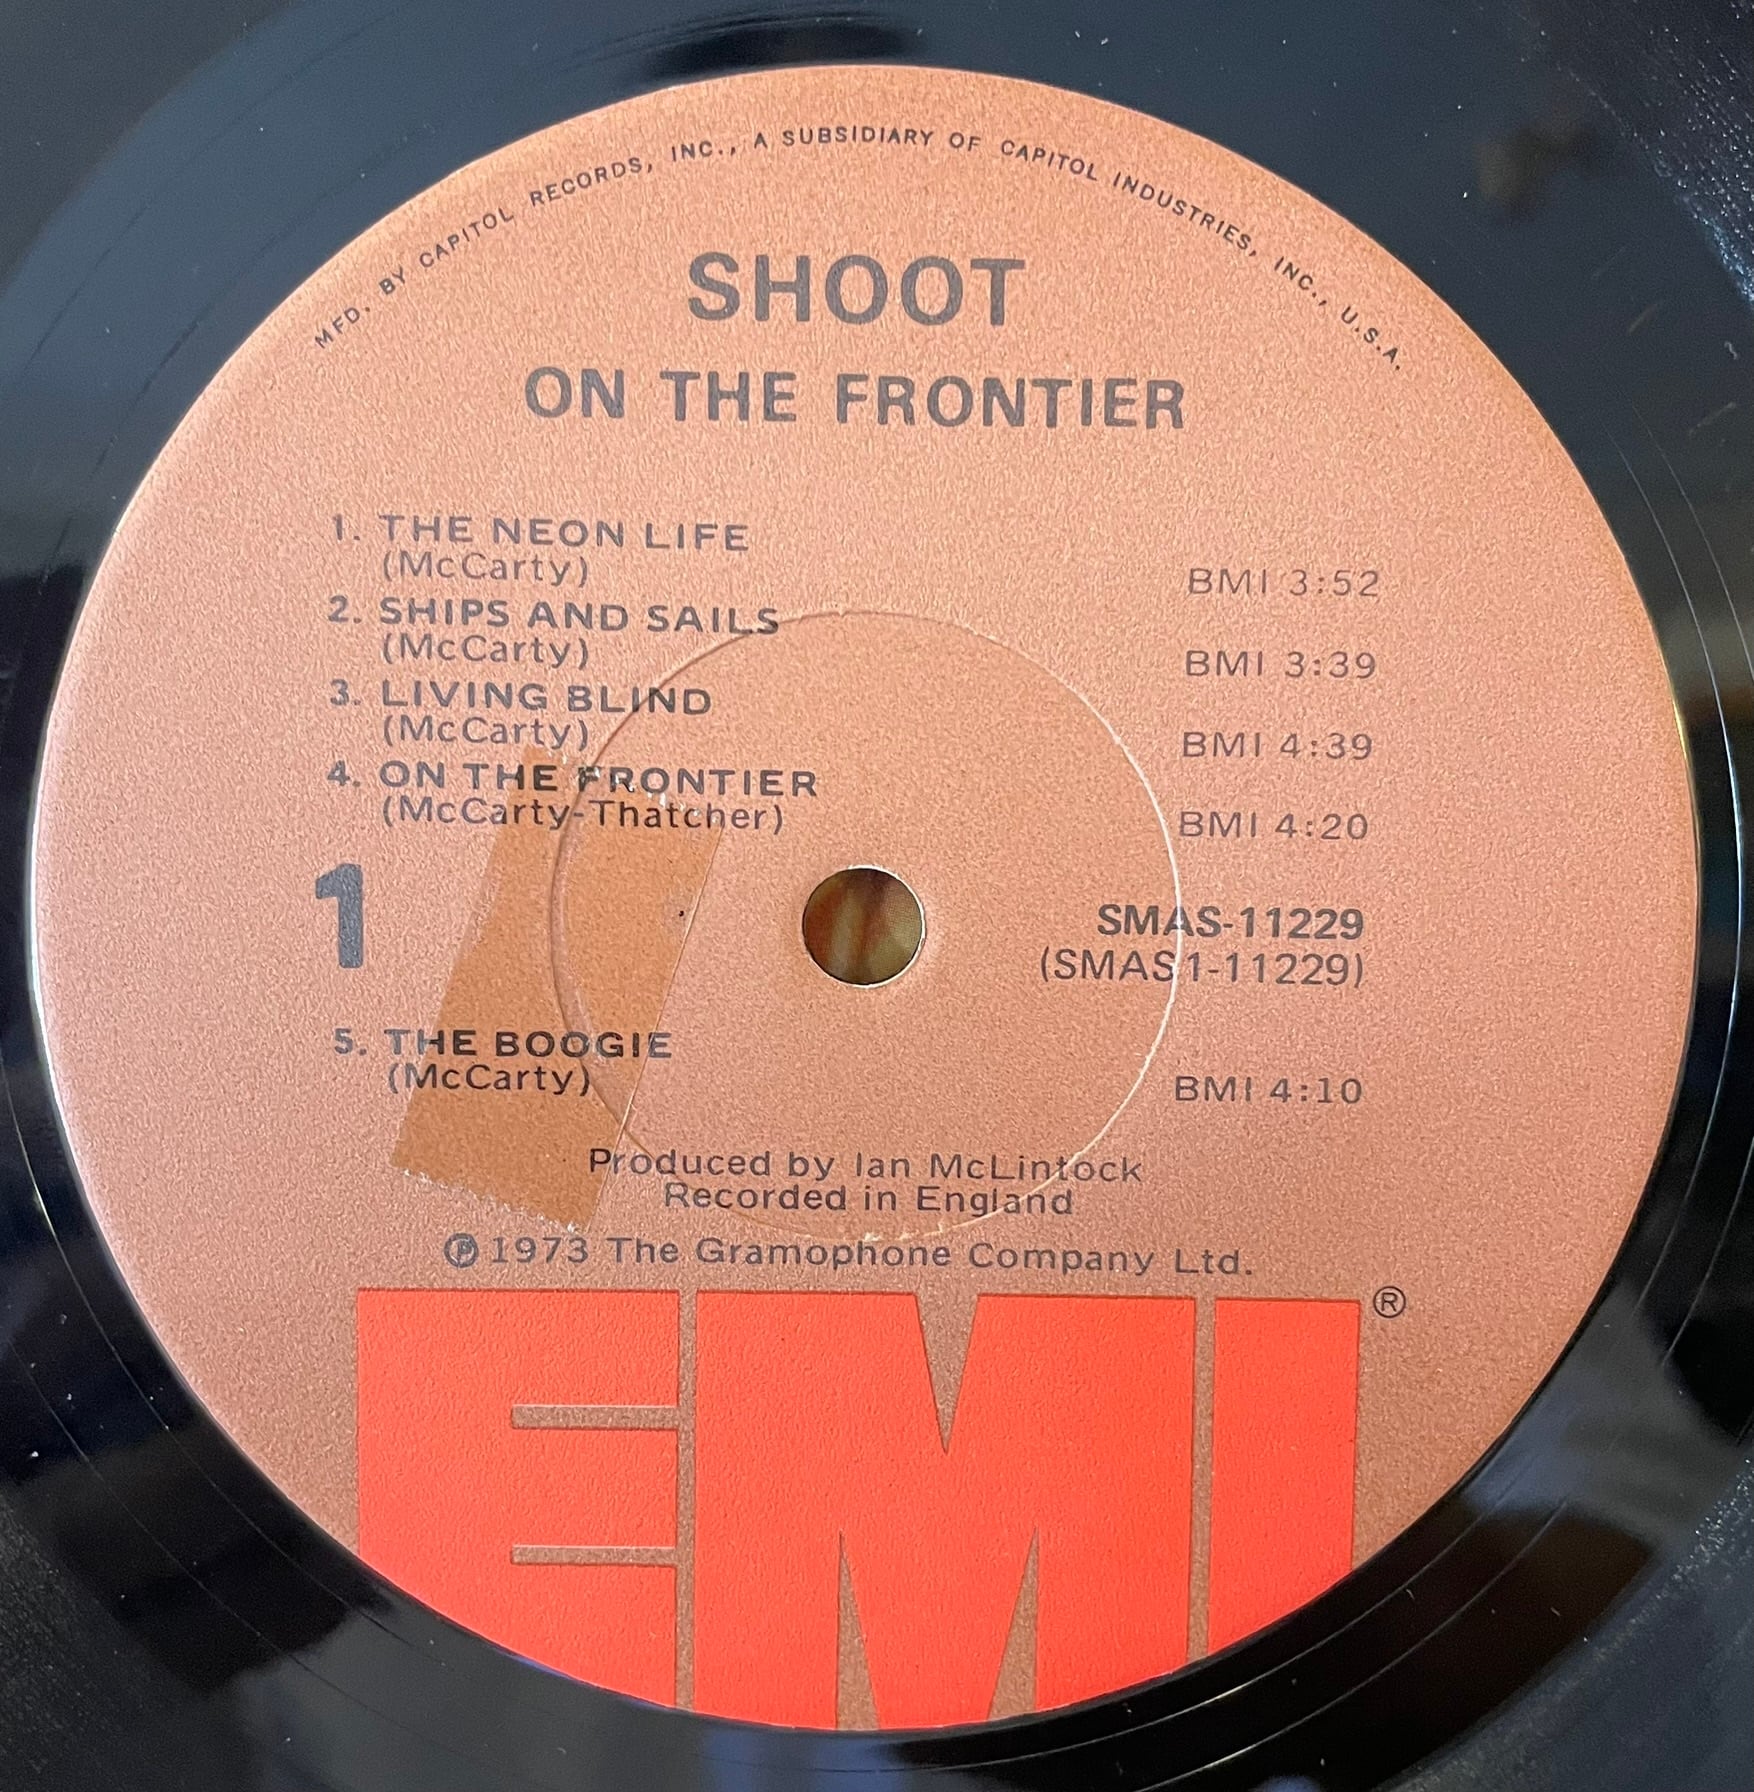 MFD. BY CAPITOL RECORDS, INC., A SUBSIDIARY OF CAPITOL INDUSTRIES, INC., U.S.A.
SHOOT
ON THE FRONTIER
1. THE NEON LIFE
(McCarty) BMI 3:52
2. SHIPS AND SAILS
(McCarty) BMI 3:39
3. LIVING BLIND
(McCarty) BMI 4:39
4. ON THE FRONTIER
(McCarty-Thatcher) BMI 4:20
1
SMAS-11229
(SMAS1-11229)
5. THE BOOGIE
(McCarty) BMI 4:10
Produced by Ian McLintock
Recorded in England
℗ 1973 The Gramophone Company Ltd.
EMI ®